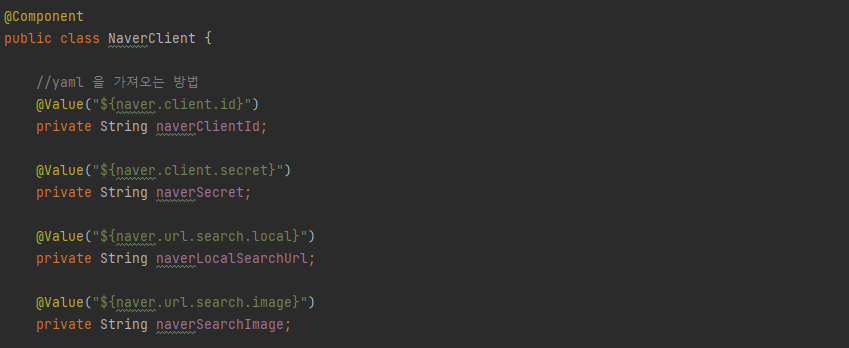 @Component
public class NaverClient {
//yaml 을 가져오는 방법
@Value("${naver.client.id}")
private String naverClientId;
@Value("${naver.client.secret}")
private String naverSecret;
@Value("${naver.url.search.local}")
private String naverLocalSearchUrl;
@Value("${naver.url.search.image}")
private String naverSearchImage;